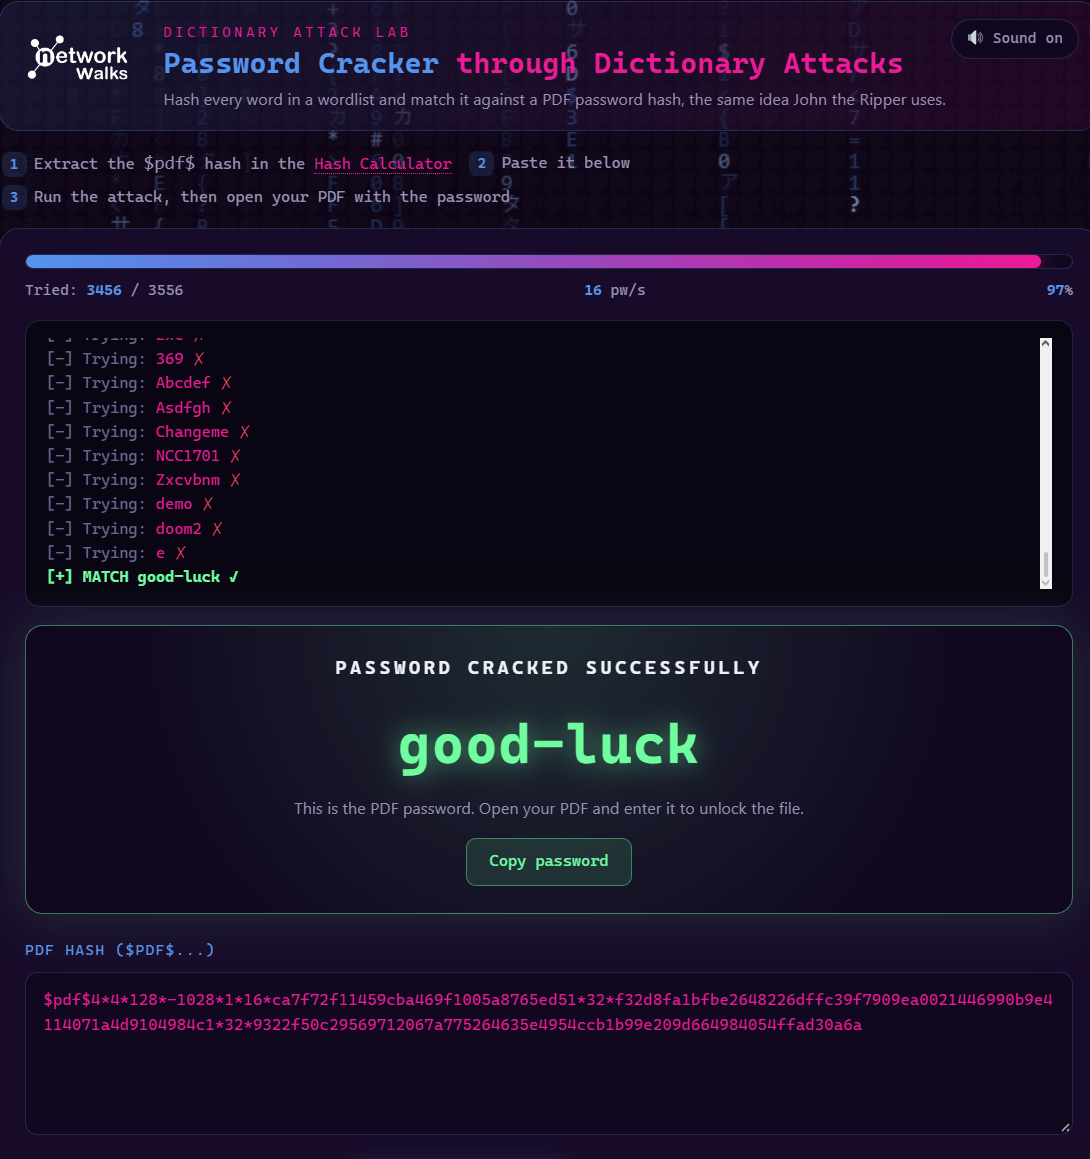 network
Walks
DICTIONARY ATTACK LAB
Password Cracker through Dictionary Attacks
Hash every word in a wordlist and match it against a PDF password hash, the same idea John the Ripper uses.
Sound on
1 Extract the $pdf$ hash in the Hash Calculator 2 Paste it below
3 Run the attack, then open your PDF with the password
Tried: 3456 / 3556 16 pw/s 97%
[-] Trying: 369 ✗
[-] Trying: Abcdef ✗
[-] Trying: Asdfgh ✗
[-] Trying: Changeme ✗
[-] Trying: NCC1701 ✗
[-] Trying: Zxcvbnm ✗
[-] Trying: demo ✗
[-] Trying: doom2 ✗
[-] Trying: e ✗
[+] MATCH good-luck ✓
PASSWORD CRACKED SUCCESSFULLY
good-luck
This is the PDF password. Open your PDF and enter it to unlock the file.
Copy password
PDF HASH ($PDF$...)
$pdf$4*4*128*-1028*1*16*ca7f72f11459cba469f1005a8765ed51*32*f32d8fa1bfbe2648226dffc39f7909ea0021446990b9e4
114071a4d9104984c1*32*9322f50c29569712067a775264635e4954ccb1b99e209d664984054ffad30a6a